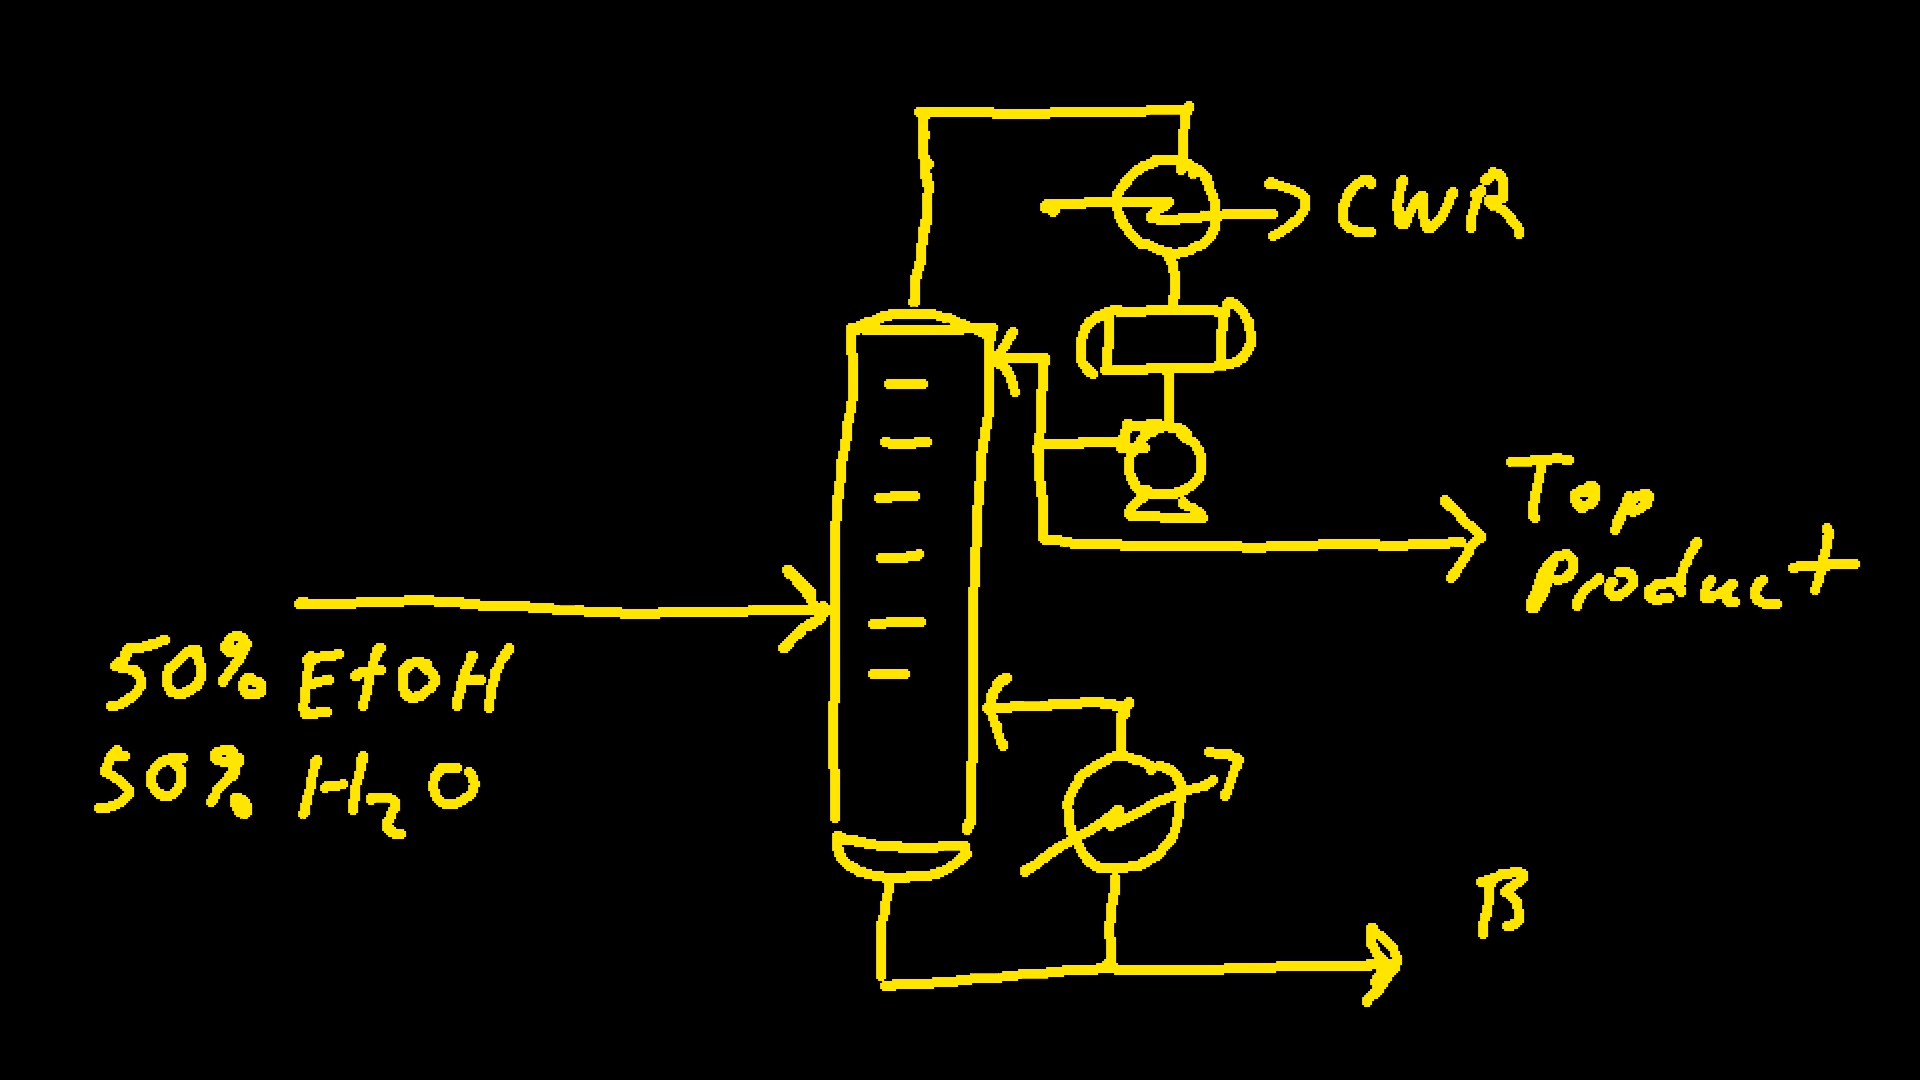 CWR
Top
Product
50% EtOH
50% H₂O
B